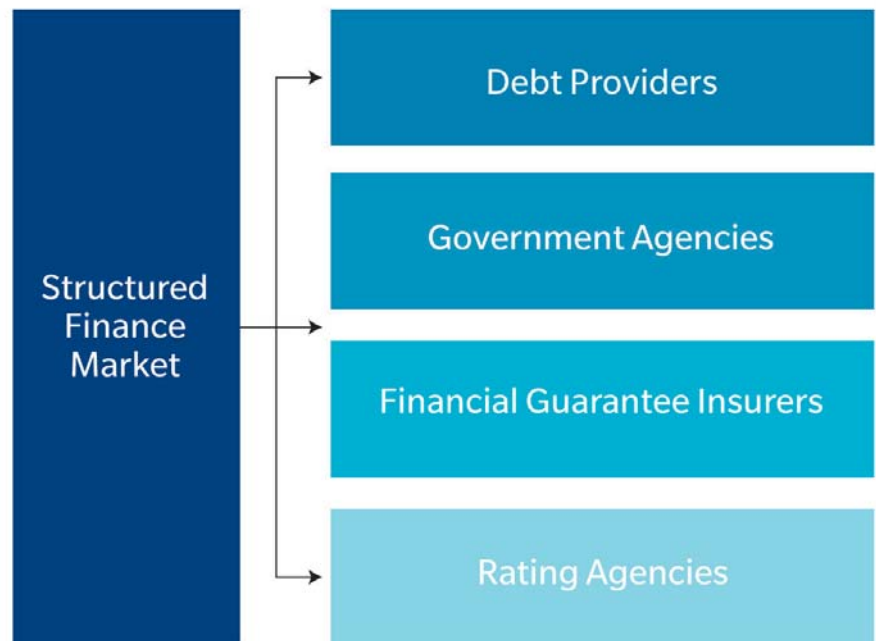 Structured
Finance
Market
Debt Providers
Government Agencies
Financial Guarantee Insurers
Rating Agencies